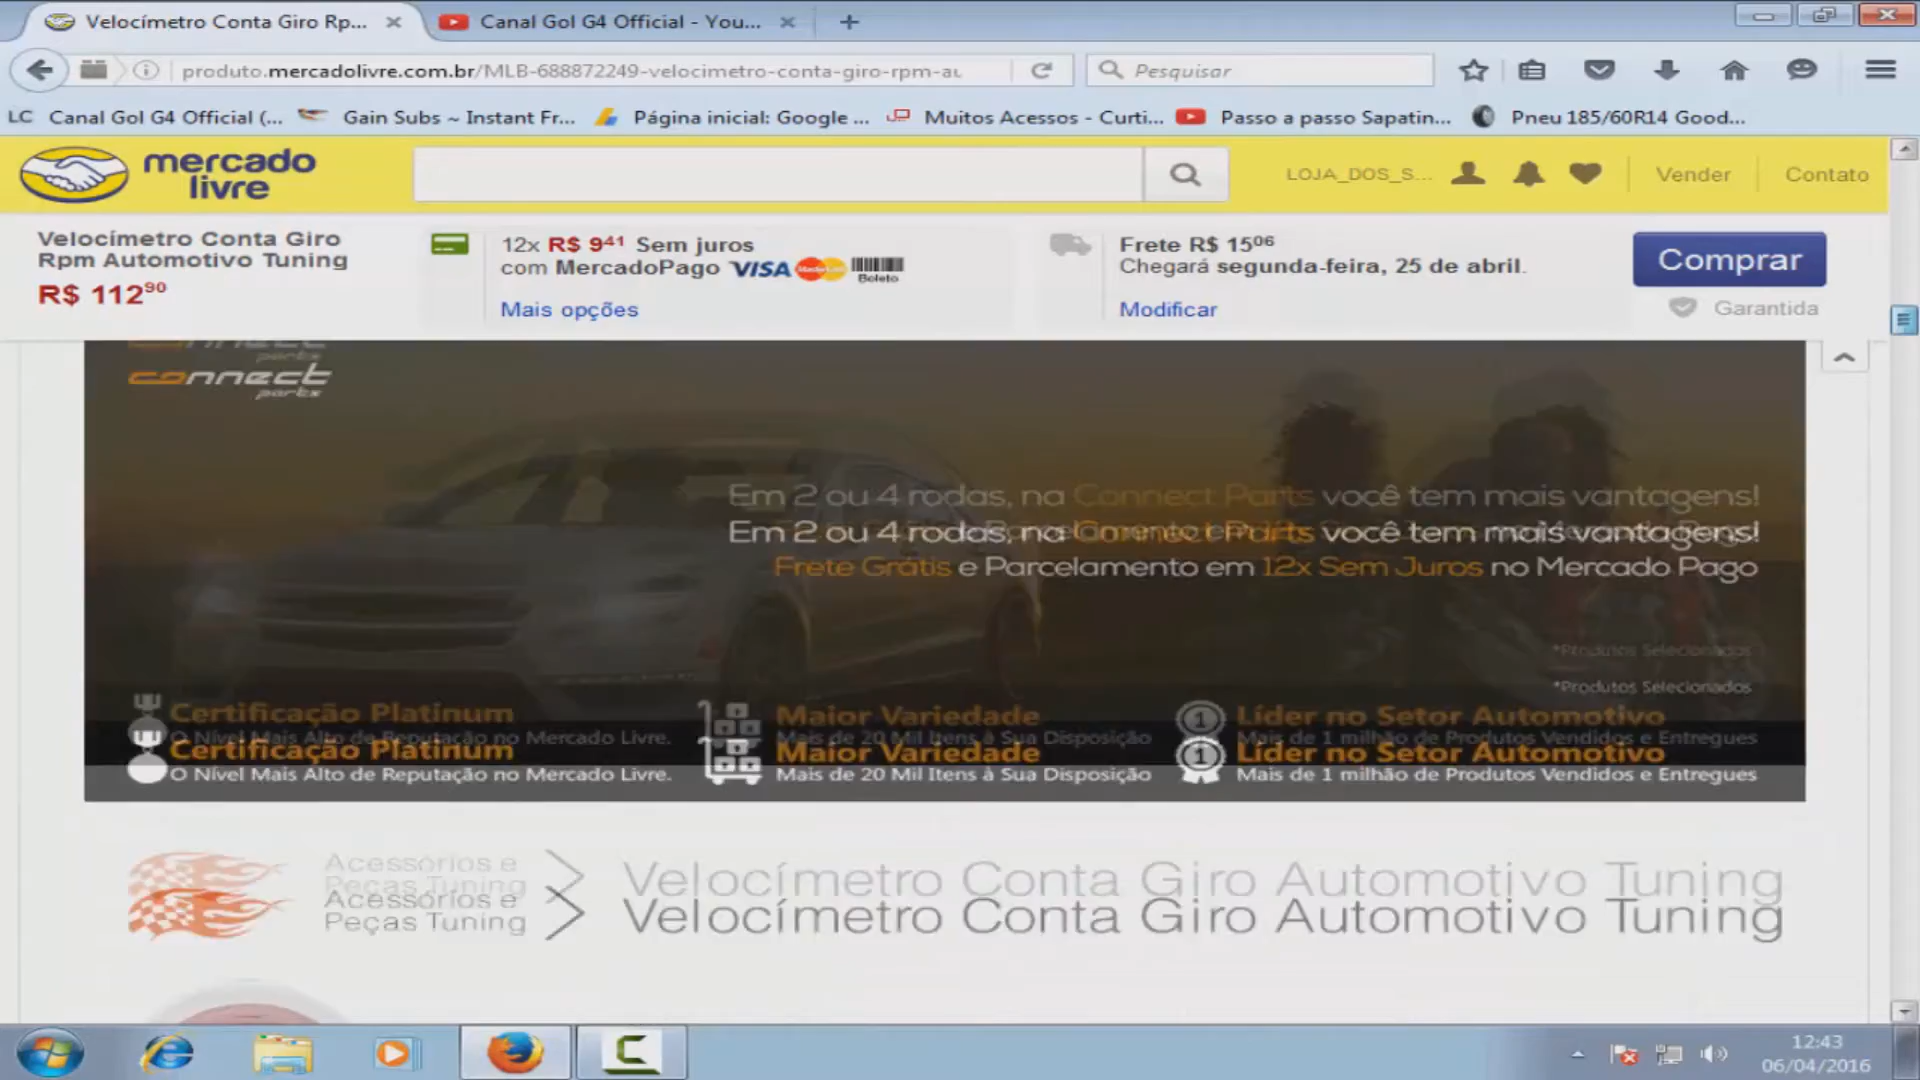 Velocímetro Conta Giro Rp...
Canal Gol G4 Official - You...
produto.mercadolivre.com.br/MLB-688872249-velocimetro-conta-giro-rpm-au
Pesquisar
LC Canal Gol G4 Official (...
Gain Subs ~ Instant Fr...
Página inicial: Google ...
Muitos Acessos - Curti...
Passo a passo Sapatin...
Pneu 185/60R14 Good...
mercado
livre
LOJA_DOS_S...
Vender
Contato
Velocímetro Conta Giro
Rpm Automotivo Tuning
R$ 11290
12x R$ 941 Sem juros
com MercadoPago VISA MasterCard Boleto
Mais opções
Frete R$ 1506
Chegará segunda-feira, 25 de abril.
Modificar
Comprar
Garantida
connect
parts
connect
parts
Em 2 ou 4 rodas, na Connect Parts você tem mais vantagens!
Em 2 ou 4 rodas, na Connect Parts você tem mais vantagens!
Frete Grátis e Parcelamento em 12x Sem Juros no Mercado Pago
*Produtos Selecionados
*Produtos Selecionados
Certificação Platinum
O Nível Mais Alto de Reputação no Mercado Livre.
Certificação Platinum
O Nível Mais Alto de Reputação no Mercado Livre.
Maior Variedade
Mais de 20 Mil Itens à Sua Disposição
Maior Variedade
Mais de 20 Mil Itens à Sua Disposição
1 Líder no Setor Automotivo
Mais de 1 milhão de Produtos Vendidos e Entregues
1 Líder no Setor Automotivo
Mais de 1 milhão de Produtos Vendidos e Entregues
Acessórios e
Peças Tuning
Acessórios e
Peças Tuning
Velocímetro Conta Giro Automotivo Tuning
Velocímetro Conta Giro Automotivo Tuning
12:43
06/04/2016